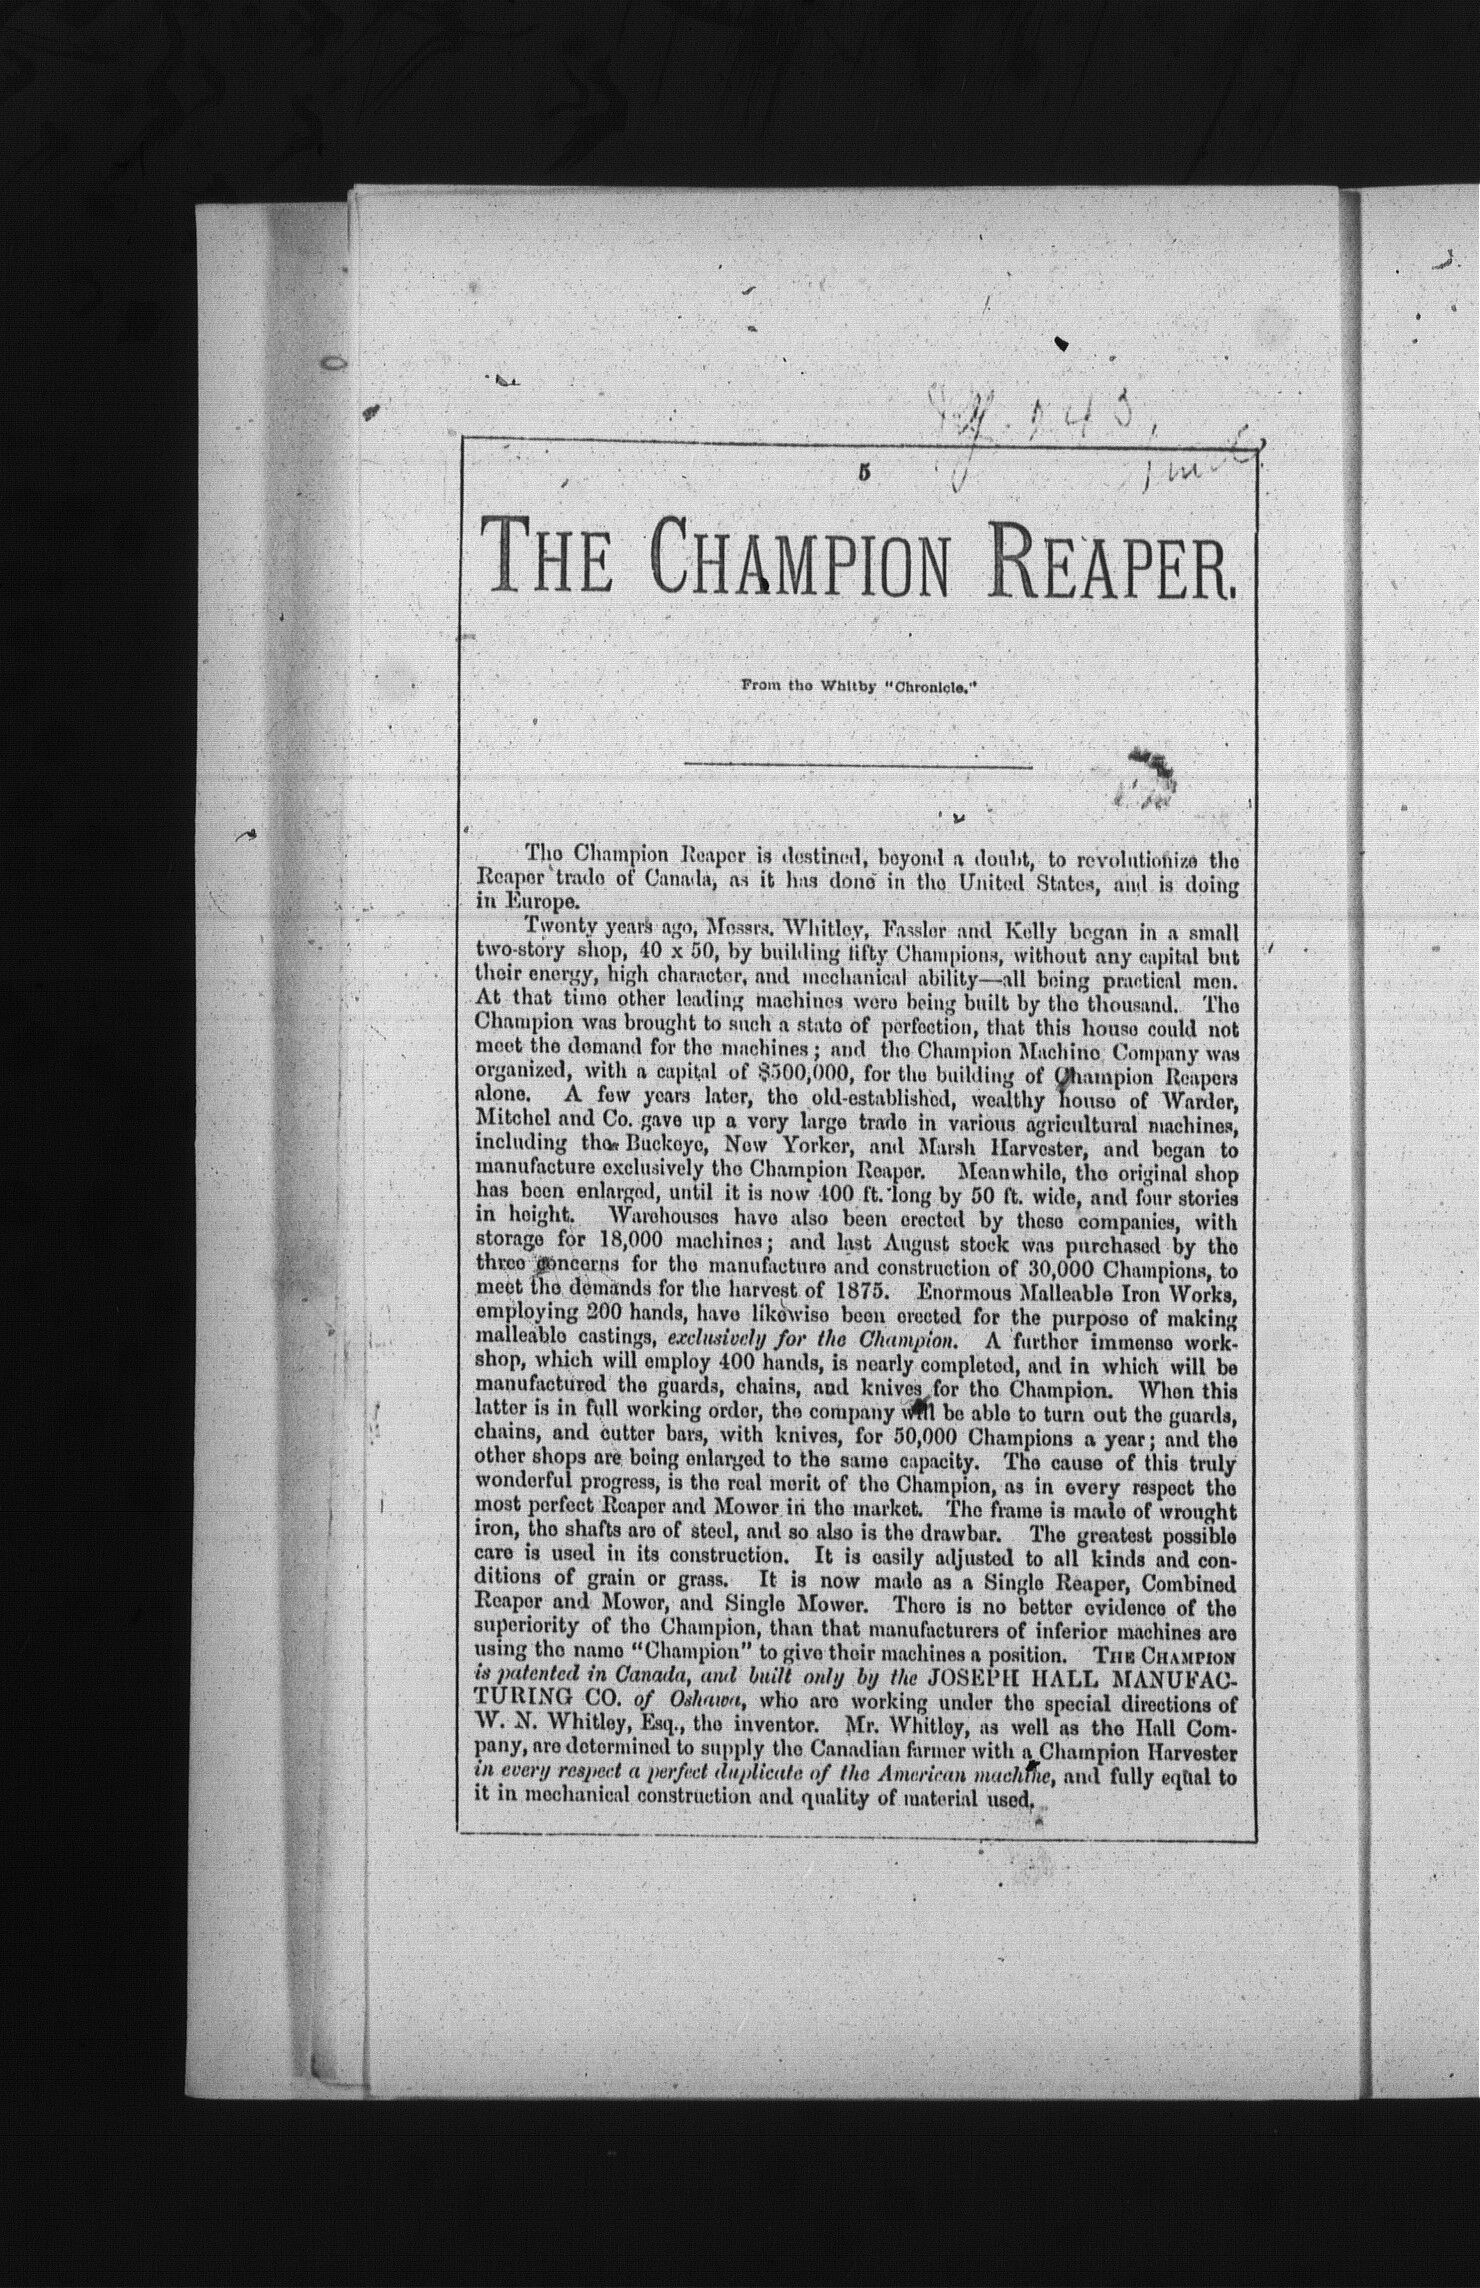 5
THE CHAMPION REAPER.
From the Whitby "Chronicle."
The Champion Reaper is destined, beyond a doubt, to revolutionize the
Reaper trade of Canada, as it has done in the United States, and is doing
in Europe.
Twenty years ago, Messrs. Whitley, Fassler and Kelly began in a small
two-story shop, 40 x 50, by building fifty Champions, without any capital but
their energy, high character, and mechanical ability—all being practical men.
At that time other leading machines were being built by the thousand. The
Champion was brought to such a state of perfection, that this house could not
meet the demand for the machines; and the Champion Machine Company was
organized, with a capital of $500,000, for the building of Champion Reapers
alone. A few years later, the old-established, wealthy house of Warder,
Mitchel and Co. gave up a very large trade in various agricultural machines,
including the Buckeye, New Yorker, and Marsh Harvester, and began to
manufacture exclusively the Champion Reaper. Meanwhile, the original shop
has been enlarged, until it is now 400 ft. long by 50 ft. wide, and four stories
in height. Warehouses have also been erected by these companies, with
storage for 18,000 machines; and last August stock was purchased by the
three concerns for the manufacture and construction of 30,000 Champions, to
meet the demands for the harvest of 1875. Enormous Malleable Iron Works,
employing 200 hands, have likewise been erected for the purpose of making
malleable castings, exclusively for the Champion. A further immense work-
shop, which will employ 400 hands, is nearly completed, and in which will be
manufactured the guards, chains, and knives for the Champion. When this
latter is in full working order, the company will be able to turn out the guards,
chains, and cutter bars, with knives, for 50,000 Champions a year; and the
other shops are being enlarged to the same capacity. The cause of this truly
wonderful progress, is the real merit of the Champion, as in every respect the
most perfect Reaper and Mower in the market. The frame is made of wrought
iron, the shafts are of steel, and so also is the drawbar. The greatest possible
care is used in its construction. It is easily adjusted to all kinds and con-
ditions of grain or grass. It is now made as a Single Reaper, Combined
Reaper and Mower, and Single Mower. There is no better evidence of the
superiority of the Champion, than that manufacturers of inferior machines are
using the name "Champion" to give their machines a position. THE CHAMPION
is patented in Canada, and built only by the JOSEPH HALL MANUFAC-
TURING CO. of Oshawa, who are working under the special directions of
W. N. Whitley, Esq., the inventor. Mr. Whitley, as well as the Hall Com-
pany, are determined to supply the Canadian farmer with a Champion Harvester
in every respect a perfect duplicate of the American machine, and fully equal to
it in mechanical construction and quality of material used.